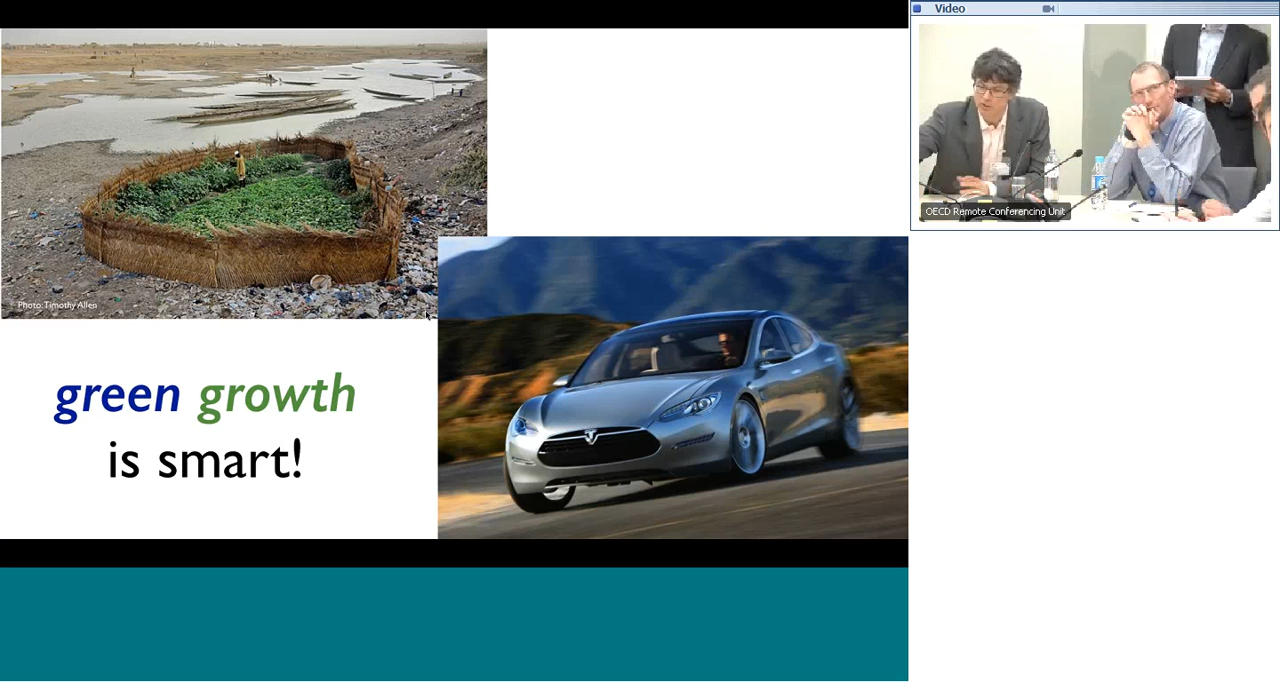 Video
OECD Remote Conferencing Unit
Photo: Timothy Allen
green growth
is smart!